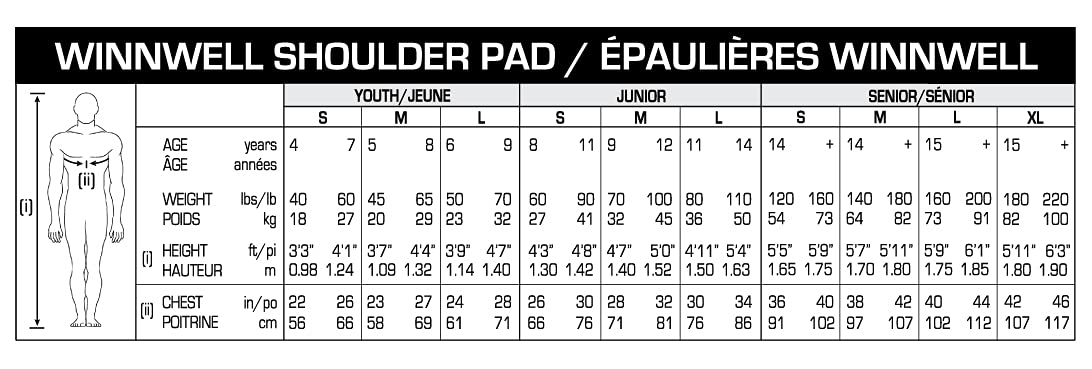 WINNWELL SHOULDER PAD / ÉPAULIÈRES WINNWELL
YOUTH/JEUNE JUNIOR SENIOR/SÉNIOR
S M L S M L S M L XL
AGE years 4 7 5 8 6 9 8 11 9 12 11 14 14 + 14 + 15 + 15 +
ÂGE années
WEIGHT lbs/lb 40 60 45 65 50 70 60 90 70 100 80 110 120 160 140 180 160 200 180 220
POIDS kg 18 27 20 29 23 32 27 41 32 45 36 50 54 73 64 82 73 91 82 100
(i) HEIGHT ft/pi 3'3" 4'1" 3'7" 4'4" 3'9" 4'7" 4'3" 4'8" 4'7" 5'0" 4'11" 5'4" 5'5" 5'9" 5'7" 5'11" 5'9" 6'1" 5'11" 6'3"
HAUTEUR m 0.98 1.24 1.09 1.32 1.14 1.40 1.30 1.42 1.40 1.52 1.50 1.63 1.65 1.75 1.70 1.80 1.75 1.85 1.80 1.90
(ii) CHEST in/po 22 26 23 27 24 28 26 30 28 32 30 34 36 40 38 42 40 44 42 46
POITRINE cm 56 66 58 69 61 71 66 76 71 81 76 86 91 102 97 107 102 112 107 117
(i)
(ii)